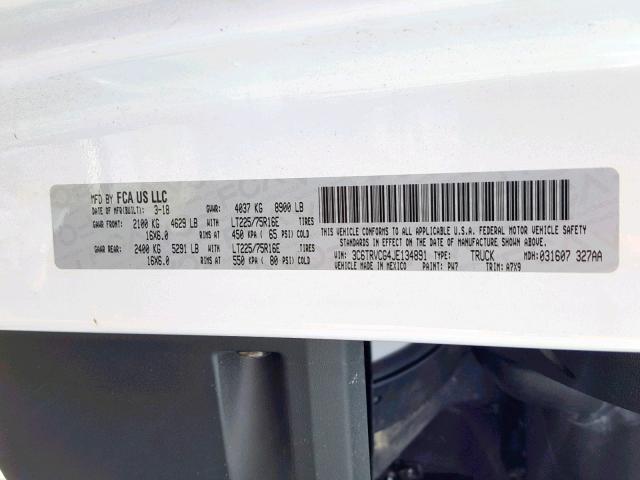 MFD BY FCA US LLC
DATE OF MFR(BUILT): 3-18 GVWR: 4037 KG 8900 LB
GAWR FRONT: 2100 KG 4629 LB WITH LT225/75R16E TIRES
16X6.0 RIMS AT 450 KPA ( 65 PSI) COLD
GAWR REAR: 2400 KG 5291 LB WITH LT225/75R16E TIRES
16X6.0 RIMS AT 550 KPA ( 80 PSI) COLD
THIS VEHICLE CONFORMS TO ALL APPLICABLE U.S.A. FEDERAL MOTOR VEHICLE SAFETY
STANDARDS IN EFFECT ON THE DATE OF MANUFACTURE SHOWN ABOVE.
VIN: 3C6TRVCG4JE134891 TYPE: TRUCK MDH: 031607 327AA
VEHICLE MADE IN MEXICO PAINT: PW7 TRIM: A7X9